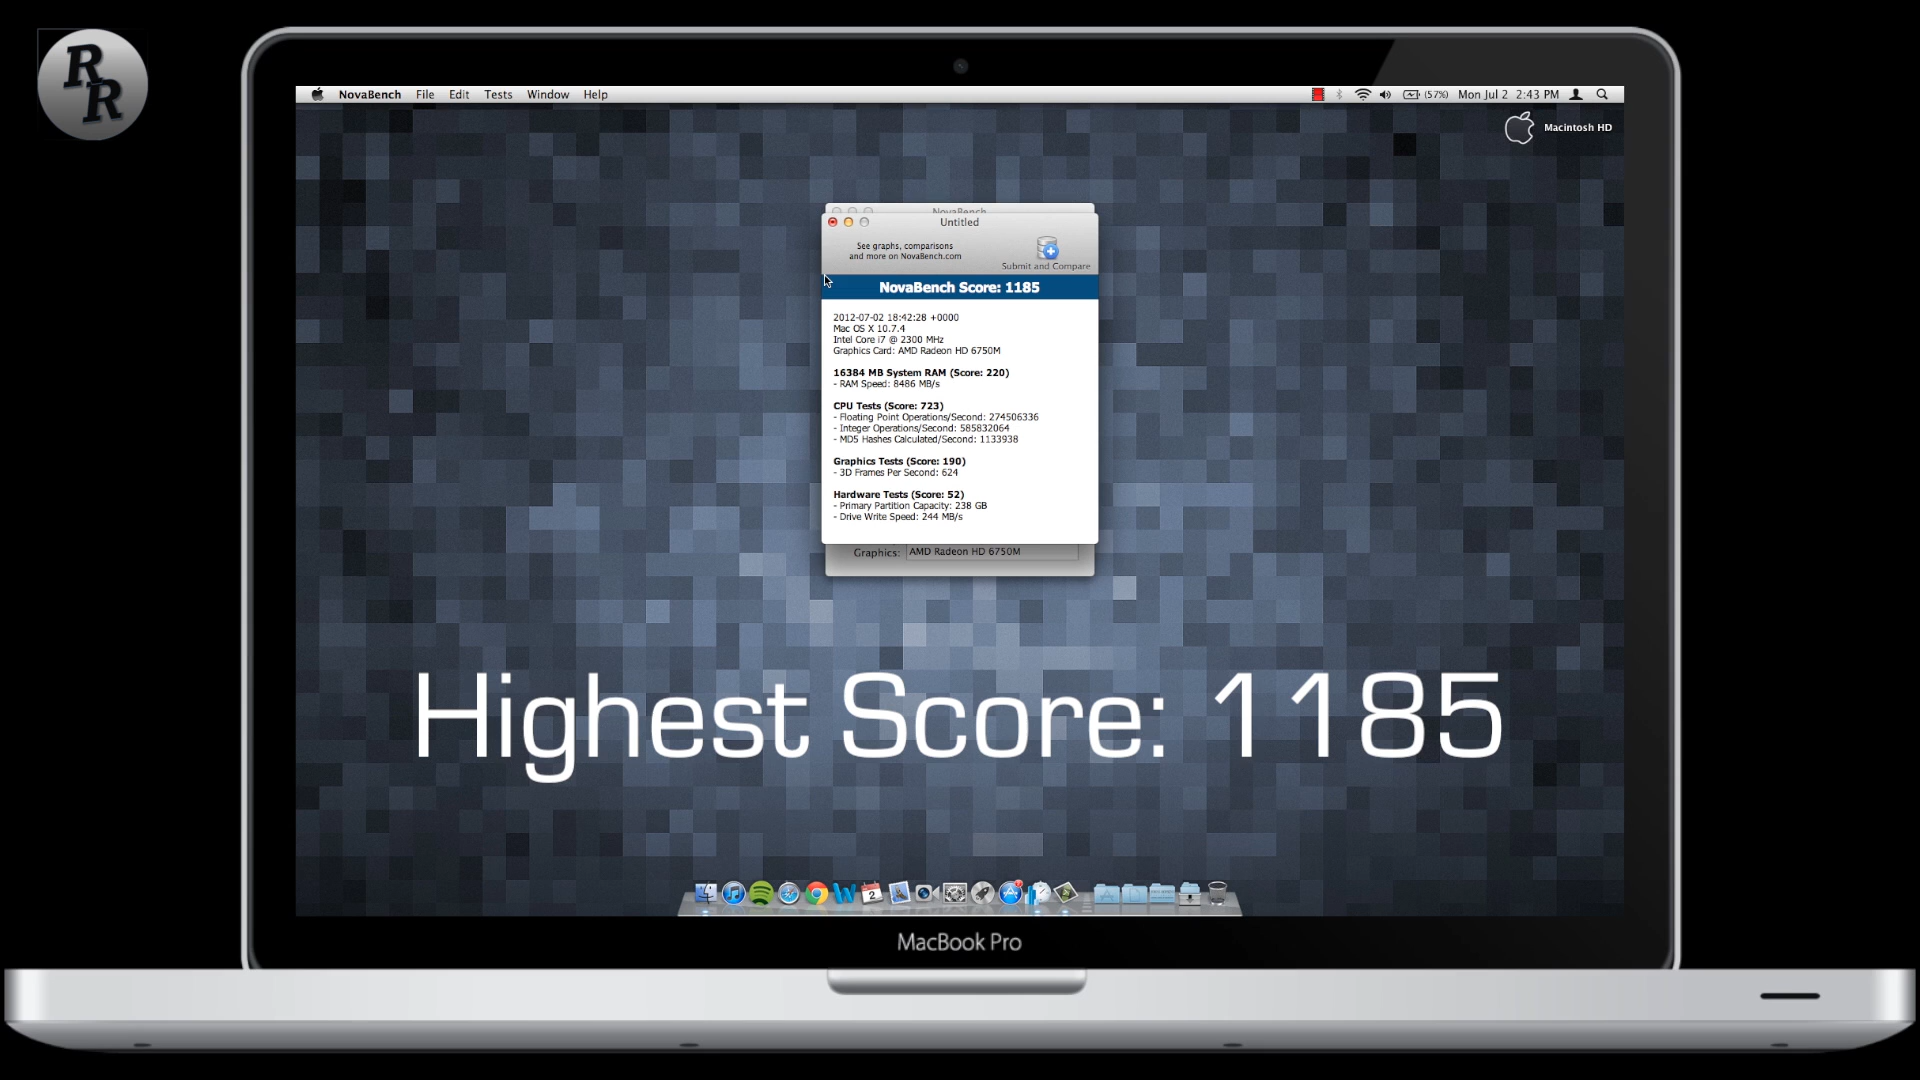 R
R
NovaBench File Edit Tests Window Help
(57%) Mon Jul 2 2:43 PM
Macintosh HD
NovaBench
Untitled
See graphs, comparisons
and more on NovaBench.com
Submit and Compare
NovaBench Score: 1185
2012-07-02 18:42:28 +0000
Mac OS X 10.7.4
Intel Core i7 @ 2300 MHz
Graphics Card: AMD Radeon HD 6750M
16384 MB System RAM (Score: 220)
- RAM Speed: 8486 MB/s
CPU Tests (Score: 723)
- Floating Point Operations/Second: 274506336
- Integer Operations/Second: 585832064
- MD5 Hashes Calculated/Second: 1133938
Graphics Tests (Score: 190)
- 3D Frames Per Second: 624
Hardware Tests (Score: 52)
- Primary Partition Capacity: 238 GB
- Drive Write Speed: 244 MB/s
Graphics: AMD Radeon HD 6750M
Highest Score: 1185
2
MacBook Pro